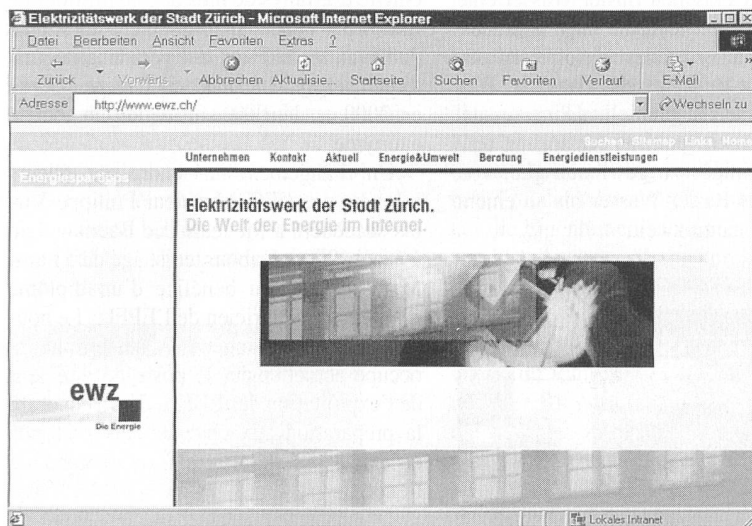 Elektrizitätswerk der Stadt Zürich - Microsoft Internet Explorer
Datei Bearbeiten Ansicht Favoriten Extras ?
Zurück Vorwärts Abbrechen Aktualisie... Startseite Suchen Favoriten Verlauf E-Mail
Adresse http://www.ewz.ch/ Wechseln zu
Suchen Sitemap Links Home
Unternehmen Kontakt Aktuell Energie&Umwelt Beratung Energiedienstleistungen
Energiespartipps
Elektrizitätswerk der Stadt Zürich.
Die Welt der Energie im Internet.
ewz
Die Energie
Lokales Intranet